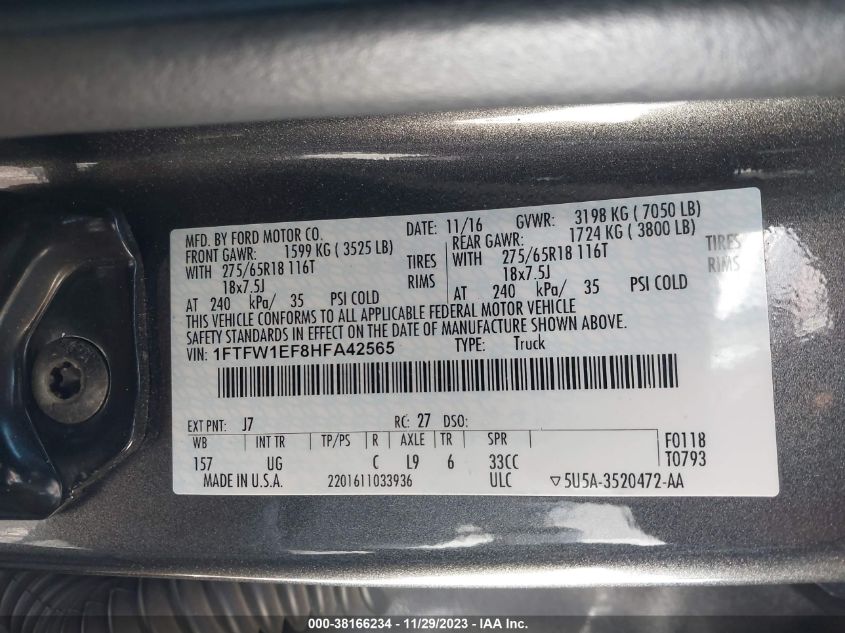 MFD. BY FORD MOTOR CO. DATE: 11/16 GVWR: 3198 KG ( 7050 LB)
FRONT GAWR: 1599 KG ( 3525 LB) REAR GAWR: 1724 KG ( 3800 LB)
WITH 275/65R18 116T TIRES WITH 275/65R18 116T TIRES
18x7.5J RIMS 18x7.5J RIMS
AT 240 kPa/ 35 PSI COLD AT 240 kPa/ 35 PSI COLD
THIS VEHICLE CONFORMS TO ALL APPLICABLE FEDERAL MOTOR VEHICLE
SAFETY STANDARDS IN EFFECT ON THE DATE OF MANUFACTURE SHOWN ABOVE.
VIN: 1FTFW1EF8HFA42565 TYPE: Truck
EXT PNT: J7 RC: 27 DSO:
WB INT TR TP/PS R AXLE TR SPR F0118
157 UG C L9 6 33CC T0793
MADE IN U.S.A. 2201611033936 ULC ▽5U5A-3520472-AA
000-38166234 - 11/29/2023 - IAA Inc.